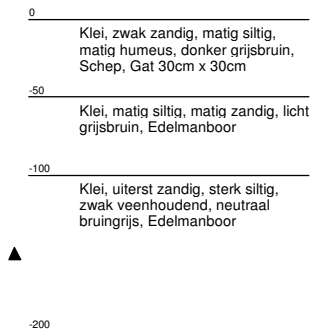 0
Klei, zwak zandig, matig siltig,
matig humeus, donker grijsbruin,
Schep, Gat 30cm x 30cm
-50
Klei, matig siltig, matig zandig, licht
grijsbruin, Edelmanboor
-100
Klei, uiterst zandig, sterk siltig,
zwak veenhoudend, neutraal
bruingrijs, Edelmanboor
-200